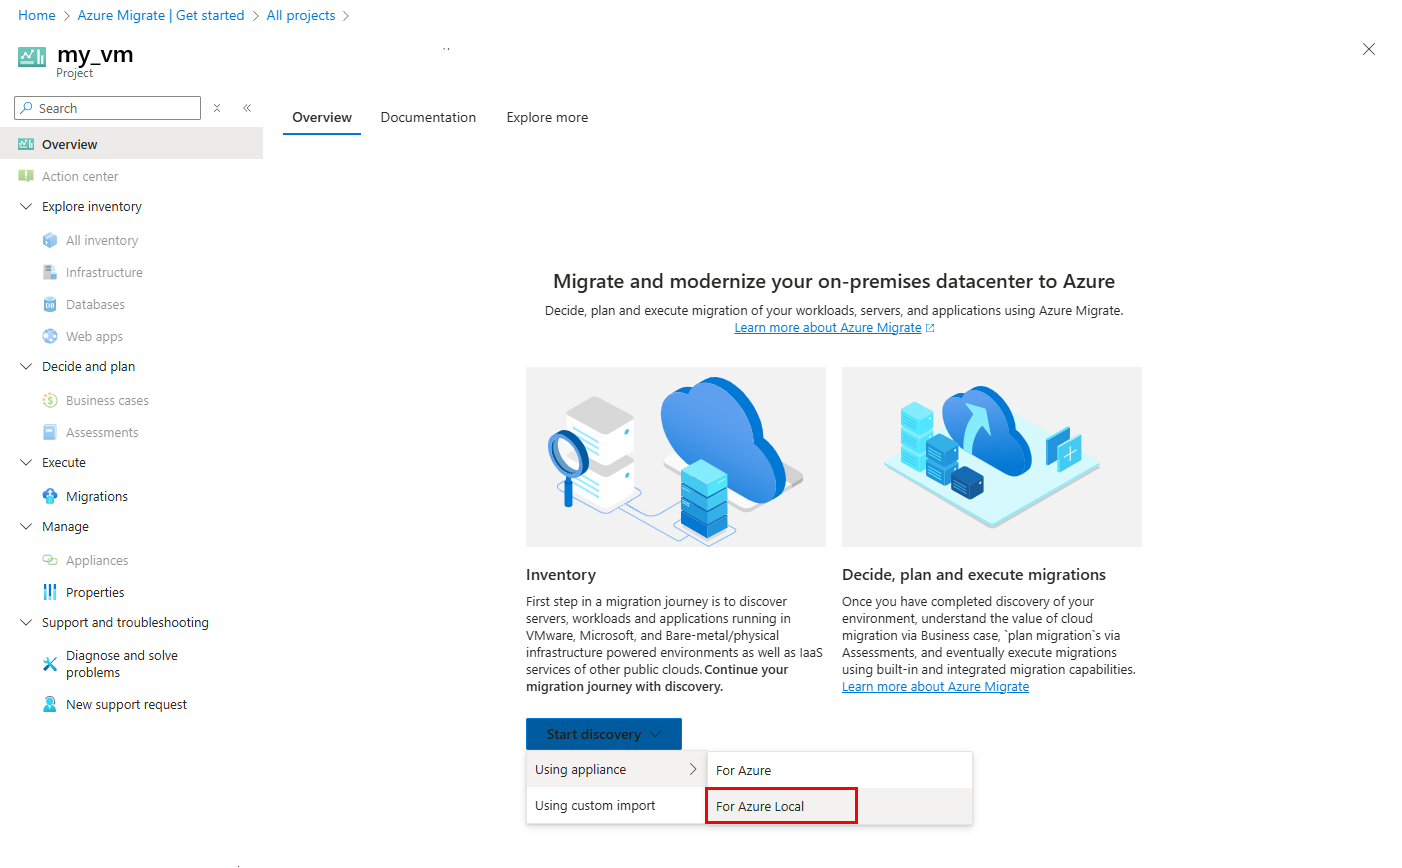 Home > Azure Migrate | Get started > All projects >
my_vm
Project
Search
Overview
Action center
Explore inventory
All inventory
Infrastructure
Databases
Web apps
Decide and plan
Business cases
Assessments
Execute
Migrations
Manage
Appliances
Properties
Support and troubleshooting
Diagnose and solve
problems
New support request
Overview Documentation Explore more
Migrate and modernize your on-premises datacenter to Azure
Decide, plan and execute migration of your workloads, servers, and applications using Azure Migrate.
Learn more about Azure Migrate
Inventory
First step in a migration journey is to discover
servers, workloads and applications running in
VMware, Microsoft, and Bare-metal/physical
infrastructure powered environments as well as IaaS
services of other public clouds. Continue your
migration journey with discovery.
Decide, plan and execute migrations
Once you have completed discovery of your
environment, understand the value of cloud
migration via Business case, `plan migration`s via
Assessments, and eventually execute migrations
using built-in and integrated migration capabilities.
Learn more about Azure Migrate
Start discovery
Using appliance
Using custom import
For Azure
For Azure Local